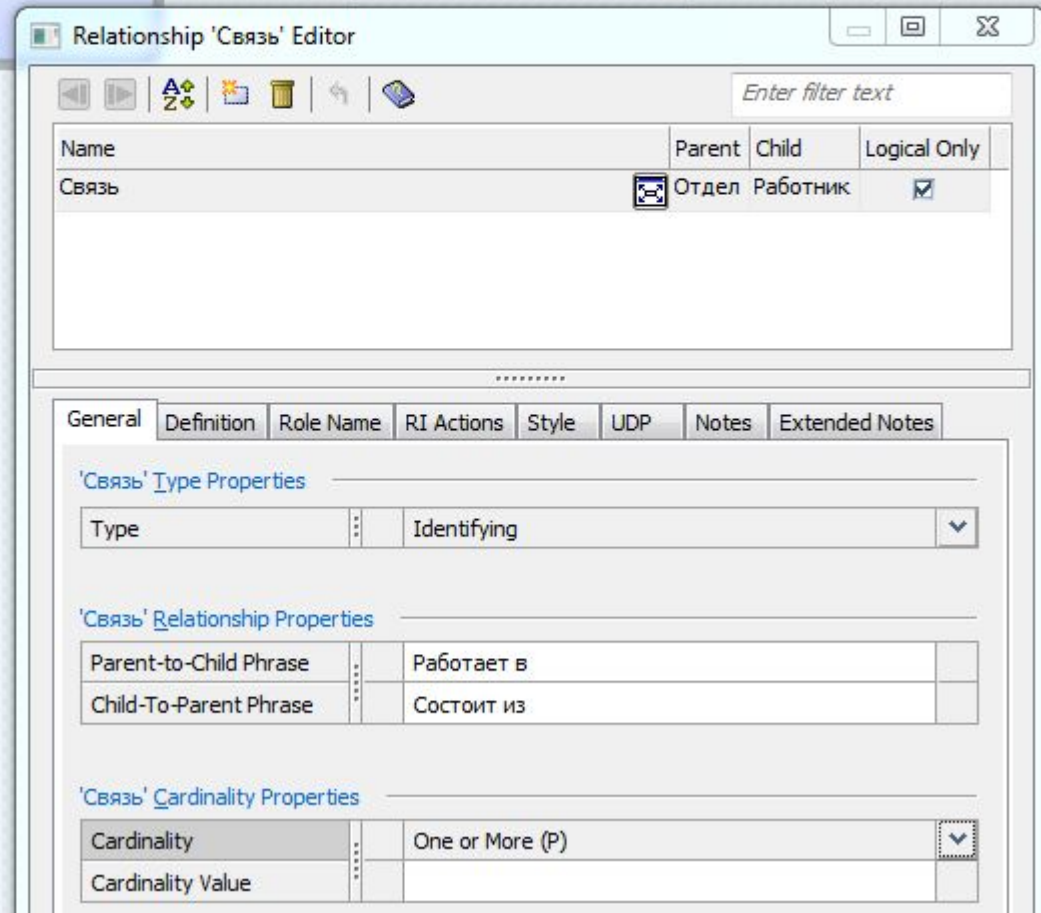 Relationship 'Связь' Editor
Enter filter text
Name Parent Child Logical Only
Связь Отдел Работник
General Definition Role Name RI Actions Style UDP Notes Extended Notes
'Связь' Type Properties
Type Identifying
'Связь' Relationship Properties
Parent-to-Child Phrase Работает в
Child-To-Parent Phrase Состоит из
'Связь' Cardinality Properties
Cardinality One or More (P)
Cardinality Value